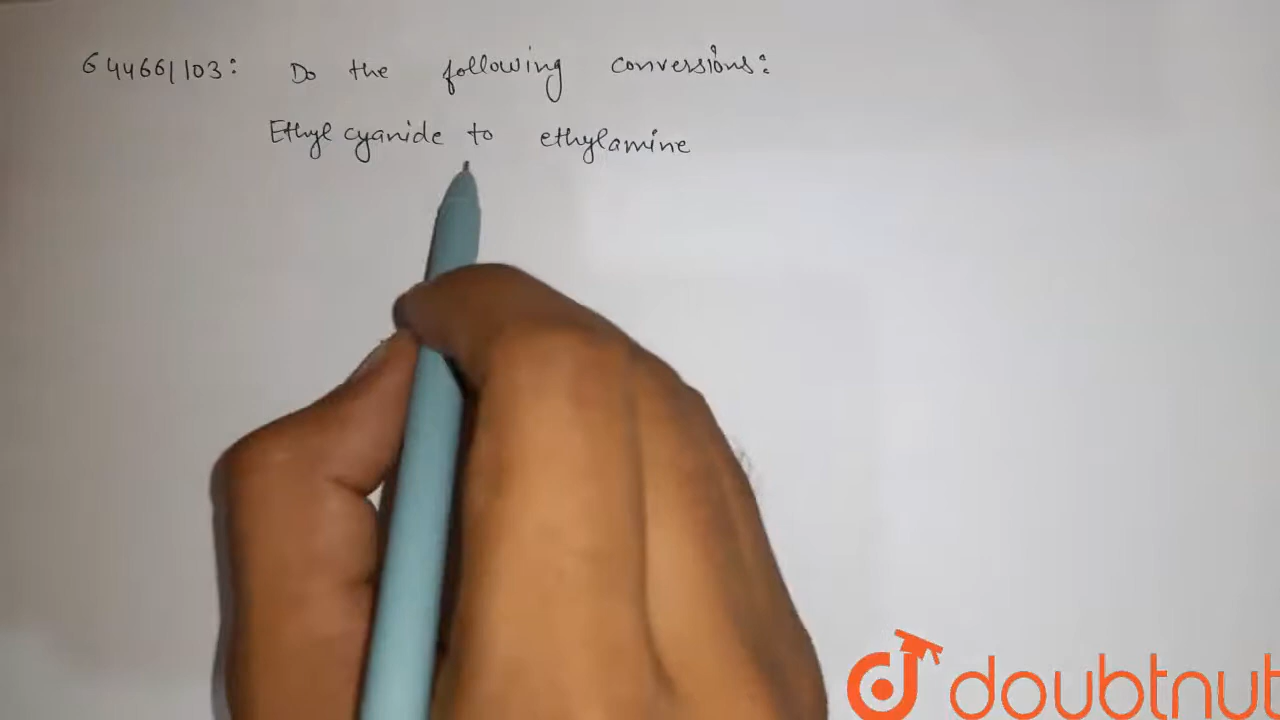 644661103: Do the following conversions:
Ethyl cyanide to ethylamine
doubtnut